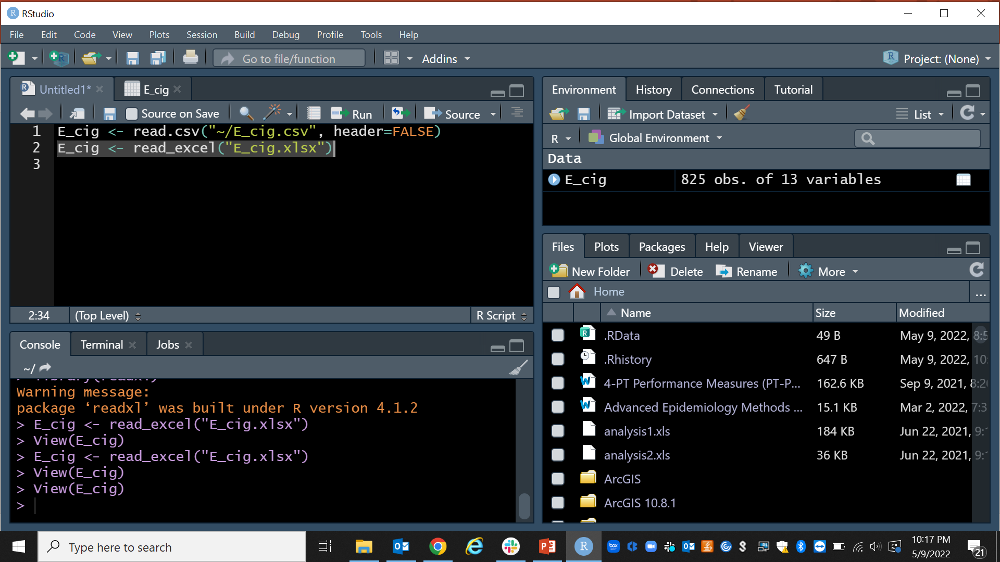 RStudio
File Edit Code View Plots Session Build Debug Profile Tools Help
Go to file/function Addins Project: (None)
Untitled1* E_cig
Source on Save Run Source
1 E_cig <- read.csv("~/E_cig.csv", header=FALSE)
2 E_cig <- read_excel("E_cig.xlsx")
3
2:34 (Top Level) R Script
Console Terminal Jobs
~/
> library(readxl)
Warning message:
package ‘readxl’ was built under R version 4.1.2
> E_cig <- read_excel("E_cig.xlsx")
> View(E_cig)
> E_cig <- read_excel("E_cig.xlsx")
> View(E_cig)
> View(E_cig)
>
Environment History Connections Tutorial
Import Dataset List
R Global Environment
Data
E_cig 825 obs. of 13 variables
Files Plots Packages Help Viewer
New Folder Delete Rename More
Home ...
Name Size Modified
.RData 49 B May 9, 2022, 8:5
.Rhistory 647 B May 9, 2022, 10:
4-PT Performance Measures (PT-P... 162.6 KB Sep 9, 2021, 8:2
Advanced Epidemiology Methods ... 15.1 KB Mar 2, 2022, 7:3
analysis1.xls 184 KB Jun 22, 2021, 9:
analysis2.xls 36 KB Jun 22, 2021, 9:
ArcGIS
ArcGIS 10.8.1
Type here to search
10:17 PM
5/9/2022
21